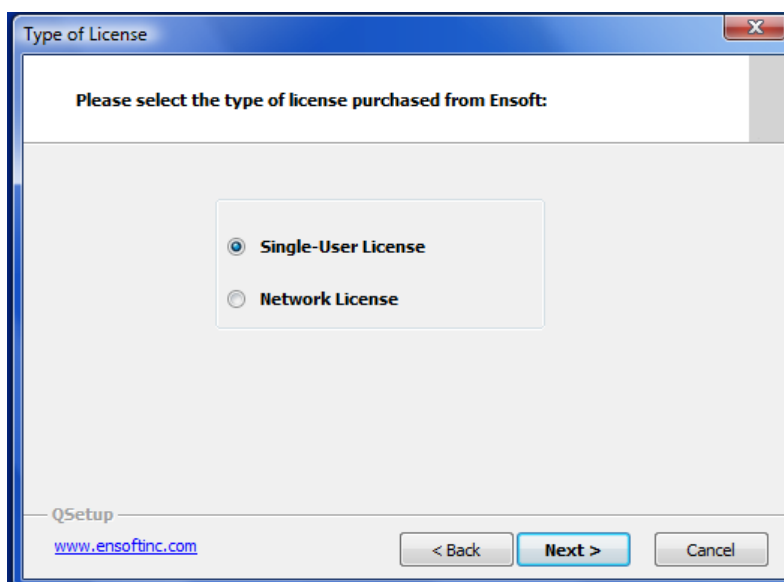 Type of License
Please select the type of license purchased from Ensoft:
Single-User License
Network License
QSetup
www.ensoftinc.com
< Back
Next >
Cancel